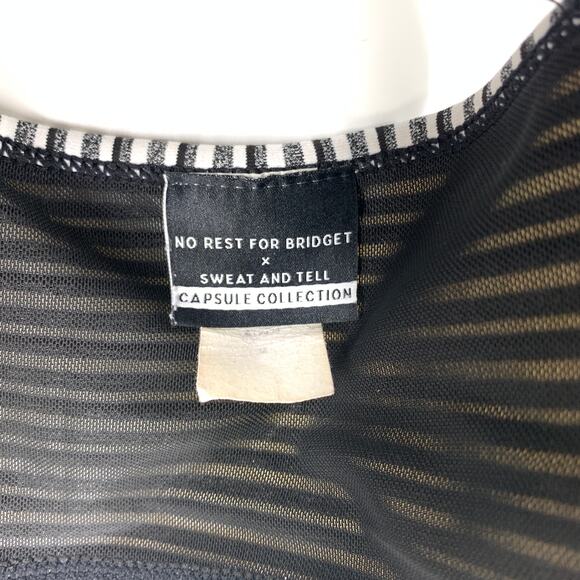 NO REST FOR BRIDGET
×
SWEAT AND TELL
CAPSULE COLLECTION